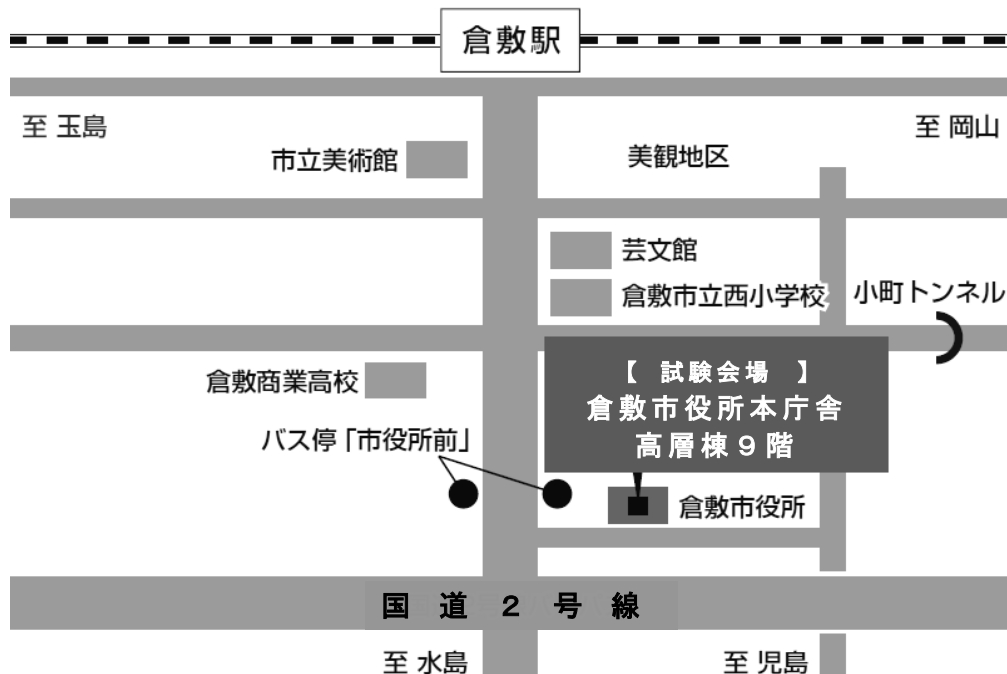 倉敷駅
至 玉島
至 岡山
市立美術館
美観地区
芸文館
倉敷市立西小学校
小町トンネル
【 試験会場 】
倉敷市役所本庁舎
高層棟９階
倉敷商業高校
バス停「市役所前」
倉敷市役所
国道２号線
至 水島
至 児島